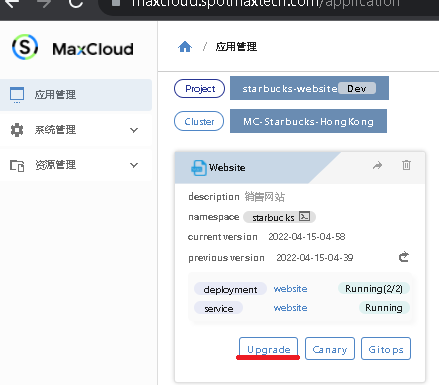 maxcloud.spotmaxtech.com/application
MaxCloud
/ 应用管理
应用管理
系统管理
资源管理
Project starbucks-website Dev
Cluster MC-Starbucks-HongKong
Website
description 销售网站
namespace starbucks
current version 2022-04-15-04-58
previous version 2022-04-15-04-39
deployment website Running(2/2)
service website Running
Upgrade Canary Gitops